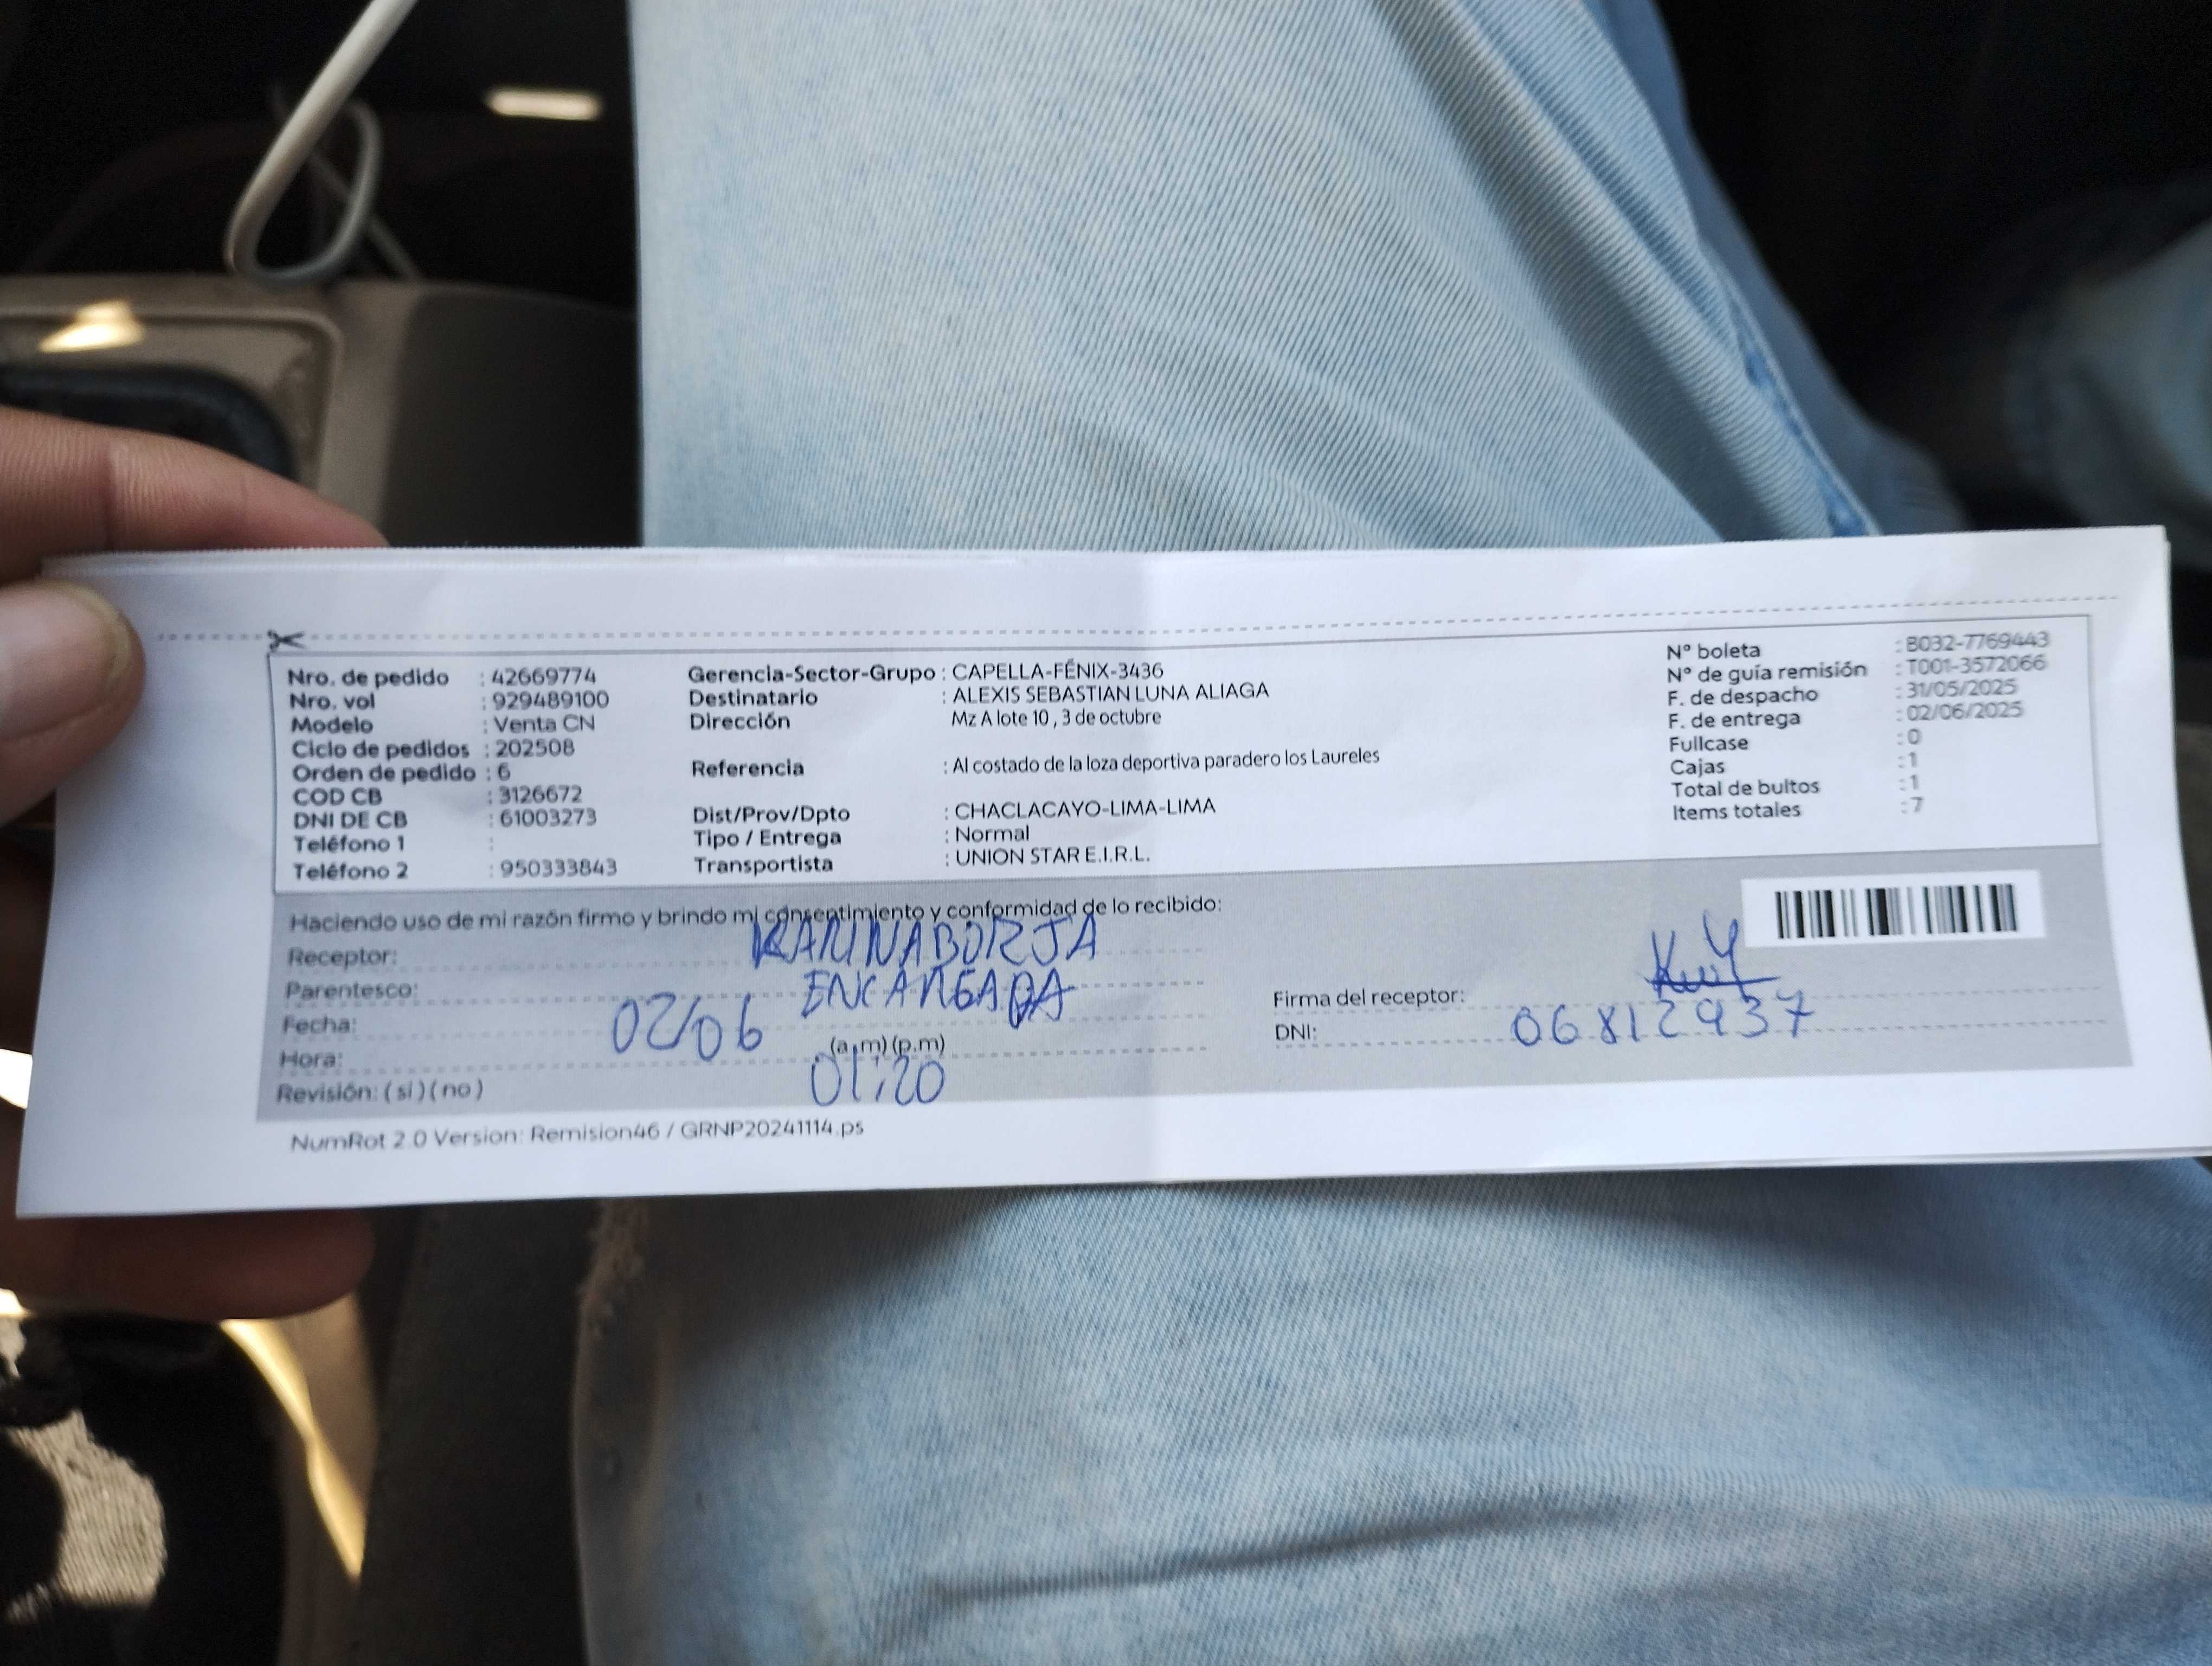 Nro. de pedido : 42669774 Gerencia-Sector-Grupo : CAPELLA-FÉNIX-3436 N° boleta : B032-7769443
Nro. vol : 929489100 Destinatario : ALEXIS SEBASTIAN LUNA ALIAGA N° de guía remisión : T001-3572066
Modelo : Venta CN Dirección Mz A lote 10 , 3 de octubre F. de despacho : 31/05/2025
Ciclo de pedidos : 202508 F. de entrega : 02/06/2025
Orden de pedido : 6 Referencia : Al costado de la loza deportiva paradero los Laureles Fullcase : 0
COD CB : 3126672 Cajas : 1
DNI DE CB : 61003273 Dist/Prov/Dpto : CHACLACAYO-LIMA-LIMA Total de bultos : 1
Teléfono 1 : Tipo / Entrega : Normal Items totales : 7
Teléfono 2 : 950333843 Transportista : UNION STAR E.I.R.L.
Haciendo uso de mi razón firmo y brindo mi consentimiento y conformidad de lo recibido:
Receptor: KARINA BORJA
Parentesco: ENCARGADA Firma del receptor:
Fecha: 02/06 DNI: 06812937
Hora: (a.m) (p.m) 01:20
Revisión: ( si ) ( no )
NumRot 2.0 Version: Remision46 / GRNP20241114.ps